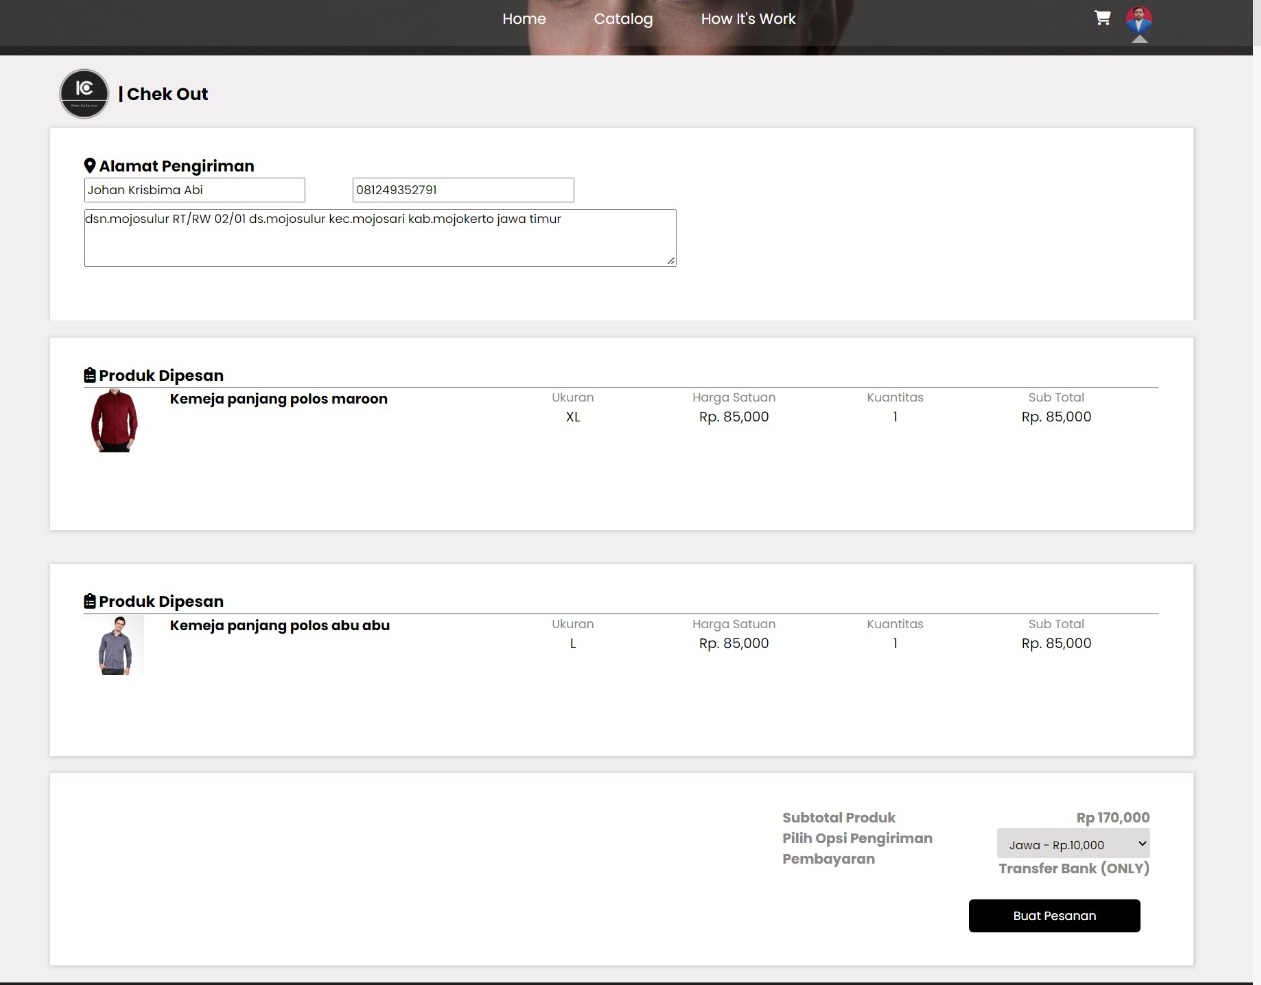 Home Catalog How It's Work
IC
| Chek Out
Alamat Pengiriman
Johan Krisbima Abi 081249352791
dsn.mojosulur RT/RW 02/01 ds.mojosulur kec.mojosari kab.mojokerto jawa timur
Produk Dipesan
Kemeja panjang polos maroon Ukuran Harga Satuan Kuantitas Sub Total
XL Rp. 85,000 1 Rp. 85,000
Produk Dipesan
Kemeja panjang polos abu abu Ukuran Harga Satuan Kuantitas Sub Total
L Rp. 85,000 1 Rp. 85,000
Subtotal Produk Rp 170,000
Pilih Opsi Pengiriman Jawa - Rp.10,000
Pembayaran Transfer Bank (ONLY)
Buat Pesanan